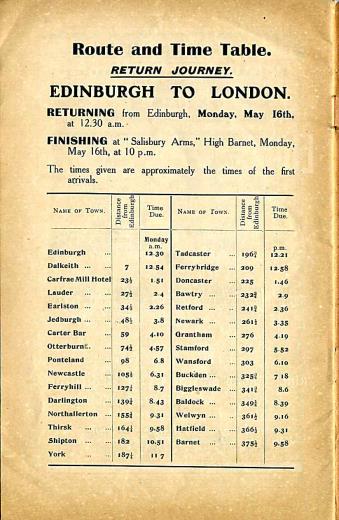 Route and Time Table.
RETURN JOURNEY.
EDINBURGH TO LONDON.
RETURNING from Edinburgh, Monday, May 16th,
at 12.30 a.m.
FINISHING at "Salisbury Arms," High Barnet, Monday,
May 16th, at 10 p.m.
The times given are approximately the times of the first
arrivals.
Name of Town. Distance from Edinburgh Time Due. Name of Town. Distance from Edinburgh Time Due.
Monday a.m. p.m.
Edinburgh ... 12.30 Tadcaster ... 196¾ 12.21
Dalkeith ... ... 7 12.54 Ferrybridge ... 209 12.58
Carfrae Mill Hotel 23½ 1.51 Doncaster ... 225 1.46
Lauder ... ... 27½ 2.4 Bawtry ... ... 232¾ 2.9
Earlston ... ... 34½ 2.26 Retford ... ... 241¾ 2.36
Jedburgh ... ... 48½ 3.8 Newark ... ... 261½ 3.35
Carter Bar ... 59 4.10 Grantham ... 276 4.19
Otterburn ... 74½ 4.57 Stamford ... 297 5.52
Ponteland ... 98 6.8 Wansford ... 303 6.10
Newcastle ... 105½ 6.31 Buckden ... ... 325¾ 7 18
Ferryhill ... ... 127½ 8.7 Biggleswade ... 341¾ 8.6
Darlington ... 139¾ 8.43 Baldock ... ... 349¾ 8.39
Northallerton ... 155¾ 9.31 Welwyn ... ... 361½ 9.16
Thirsk ... ... 164½ 9.58 Hatfield ... ... 366½ 9.31
Shipton ... ... 182 10.51 Barnet ... ... 375½ 9.58
York ... ... 187½ 11 7